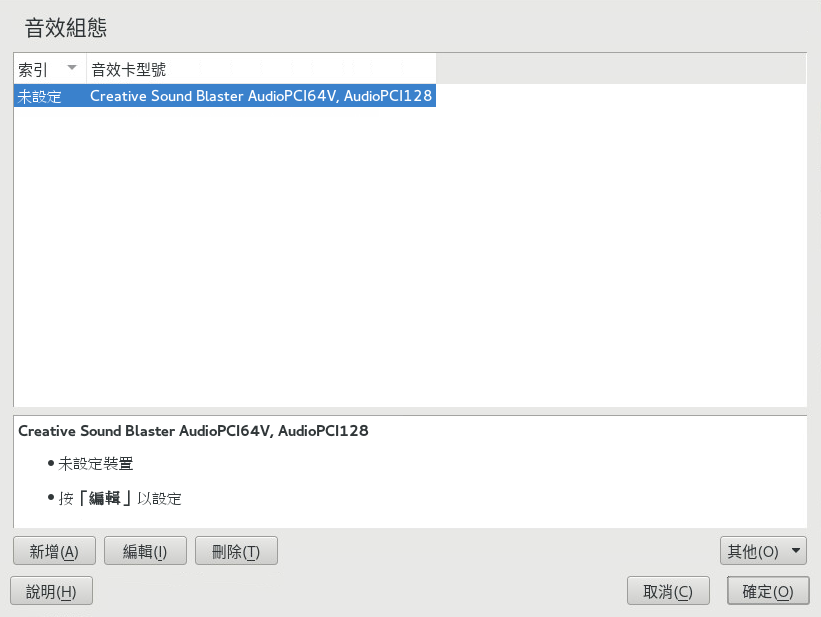 音效組態
索引 音效卡型號
未設定 Creative Sound Blaster AudioPCI64V, AudioPCI128
Creative Sound Blaster AudioPCI64V, AudioPCI128
● 未設定裝置
● 按「編輯」以設定
新增(A) 編輯(I) 刪除(T) 其他(O)
說明(H) 取消(C) 確定(O)